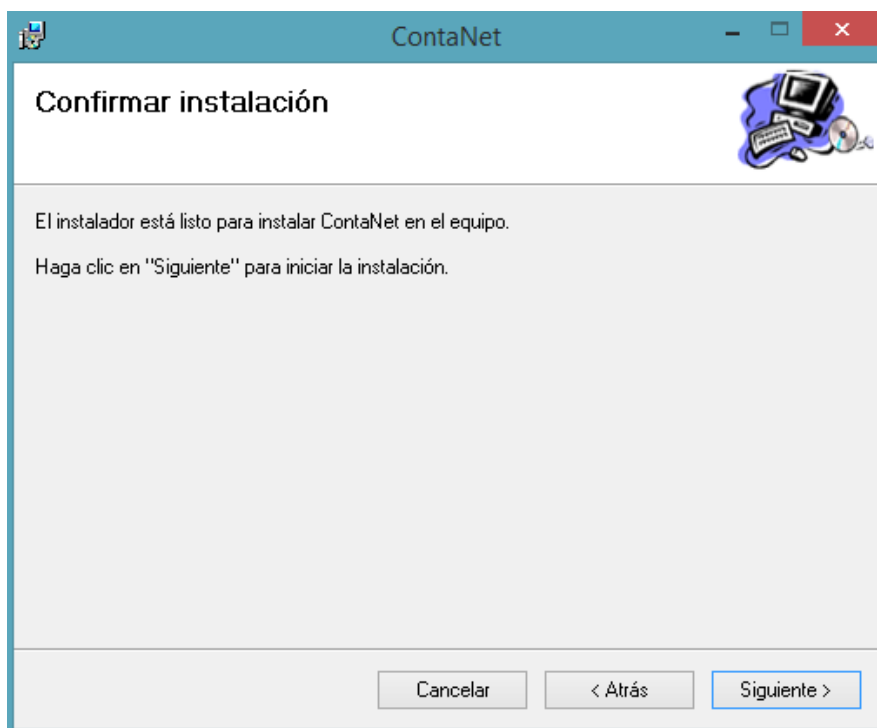 ContaNet
Confirmar instalación
El instalador está listo para instalar ContaNet en el equipo.
Haga clic en "Siguiente" para iniciar la instalación.
Cancelar
< Atrás
Siguiente >